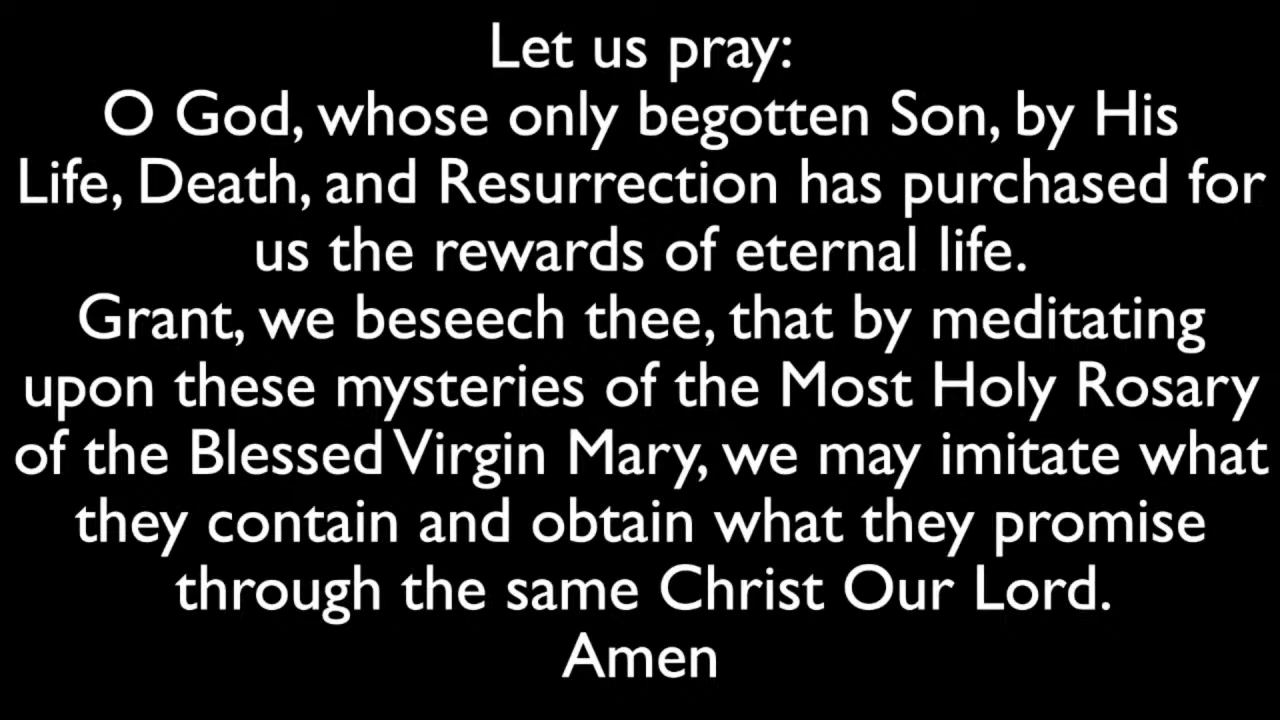 Let us pray:
O God, whose only begotten Son, by His
Life, Death, and Resurrection has purchased for
us the rewards of eternal life.
Grant, we beseech thee, that by meditating
upon these mysteries of the Most Holy Rosary
of the Blessed Virgin Mary, we may imitate what
they contain and obtain what they promise
through the same Christ Our Lord.
Amen